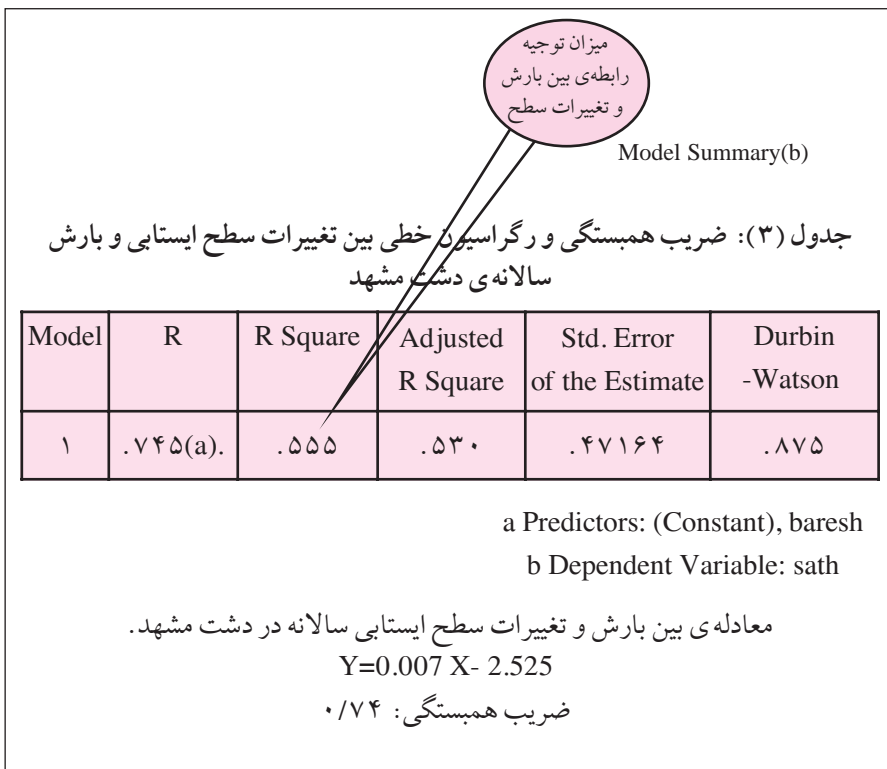 میزان توجیه
رابطه‌ی بین بارش
و تغییرات سطح
Model Summary(b)
جدول (۳): ضریب همبستگی و رگراسیون خطی بین تغییرات سطح ایستابی و بارش
سالانه‌ی دشت مشهد
Model R R Square Adjusted R Square Std. Error of the Estimate Durbin -Watson
۱ .۷۴۵(a). .۵۵۵ .۵۳۰ .۴۷۱۶۴ .۸۷۵
a Predictors: (Constant), baresh
b Dependent Variable: sath
معادله‌ی بین بارش و تغییرات سطح ایستابی سالانه در دشت مشهد.
Y=0.007 X- 2.525
ضریب همبستگی: ۰/۷۴